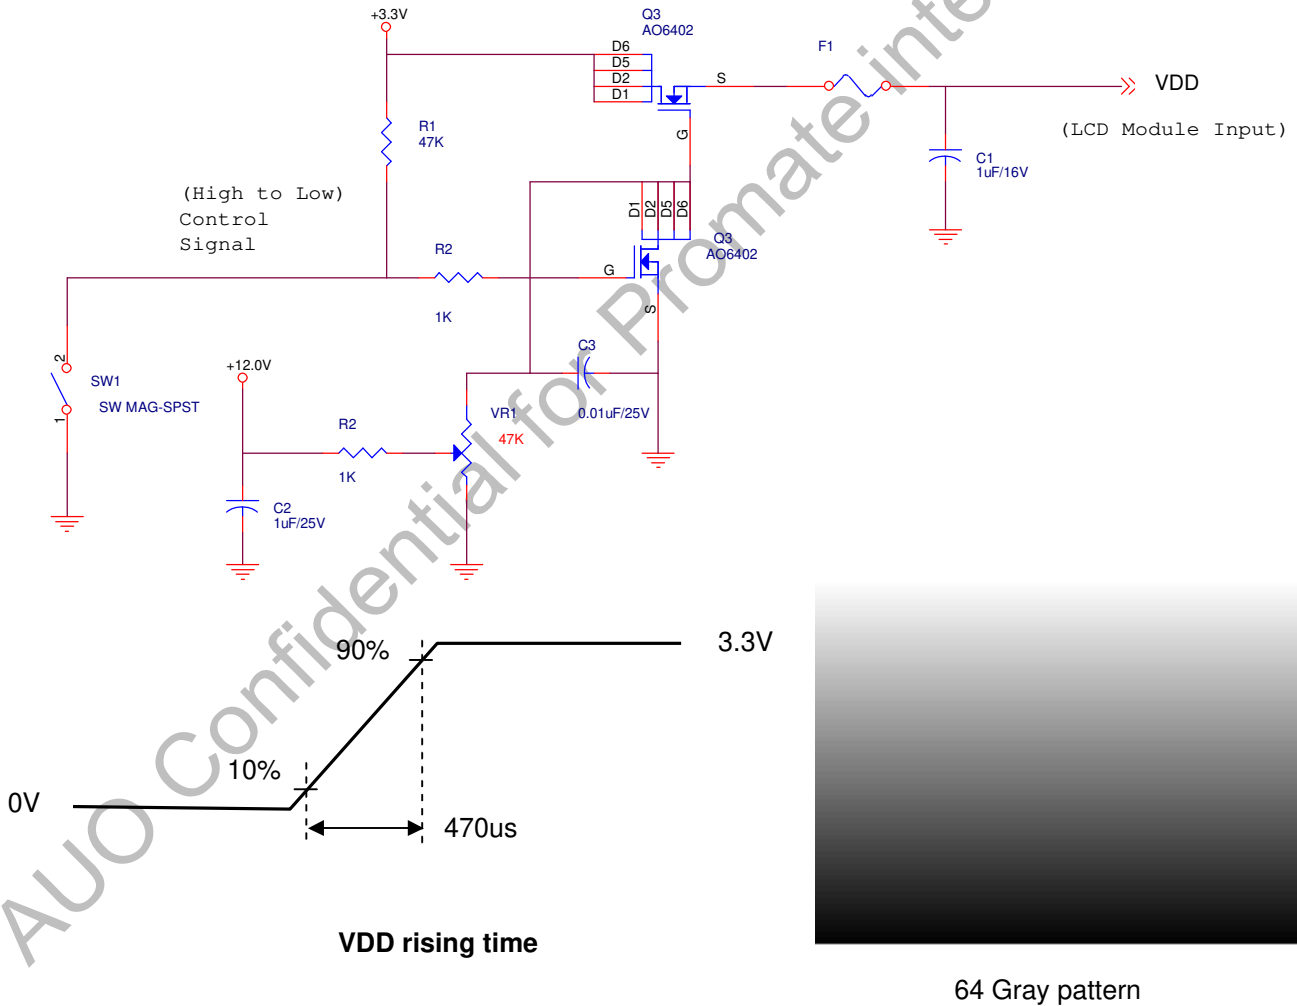 +3.3V
Q3
AO6402
D6
D5
D2
D1
S
G
F1
VDD
(LCD Module Input)
R1
47K
C1
1uF/16V
(High to Low)
Control
Signal
D1
D2
D5
D6
Q3
AO6402
R2
1K
G
S
2
1
SW1
SW MAG-SPST
+12.0V
C3
0.01uF/25V
VR1
47K
R2
1K
C2
1uF/25V
90%
3.3V
10%
0V
470us
VDD rising time
64 Gray pattern
AUO Confidential for Promate inte